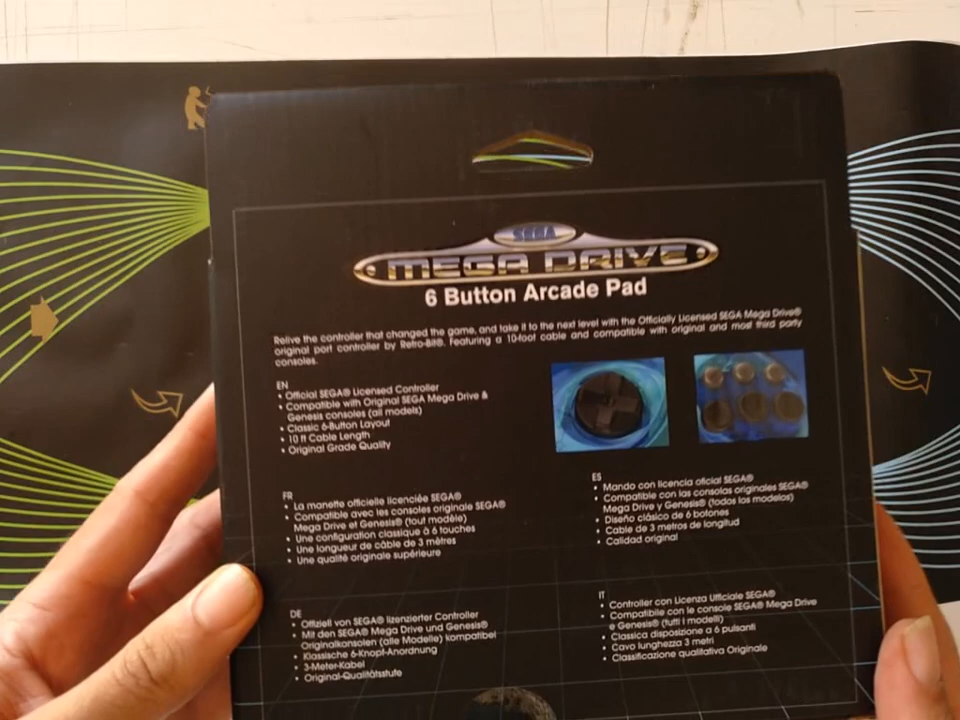 SEGA
MEGA DRIVE
6 Button Arcade Pad
Relive the controller that changed the game, and take it to the next level with the Officially Licensed SEGA Mega Drive®
original port controller by Retro-Bit®. Featuring a 10-foot cable and compatible with original and most third party
consoles.
EN
• Official SEGA® Licensed Controller
• Compatible with Original SEGA Mega Drive &
Genesis consoles (all models)
• Classic 6-Button Layout
• 10 ft Cable Length
• Original Grade Quality
FR
• La manette officielle licenciée SEGA®
• Compatible avec les consoles originale SEGA®
Mega Drive et Genesis® (tout modèle)
• Une configuration classique à 6 touches
• Une longueur de câble de 3 mètres
• Une qualité originale supérieure
ES
• Mando con licencia oficial SEGA®
• Compatible con las consolas originales SEGA®
Mega Drive y Genesis® (todos los modelos)
• Diseño clásico de 6 botones
• Cable de 3 metros de longitud
• Calidad original
DE
• Offiziell von SEGA® lizenzierter Controller
• Mit den SEGA® Mega Drive und Genesis®
Originalkonsolen (alle Modelle) kompatibel
• Klassische 6-Knopf-Anordnung
• 3-Meter-Kabel
• Original-Qualitätsstufe
IT
• Controller con Licenza Ufficiale SEGA®
• Compatibile con le console SEGA® Mega Drive
e Genesis® (tutti i modelli)
• Classica disposizione a 6 pulsanti
• Cavo lunghezza 3 metri
• Classificazione qualitativa Originale